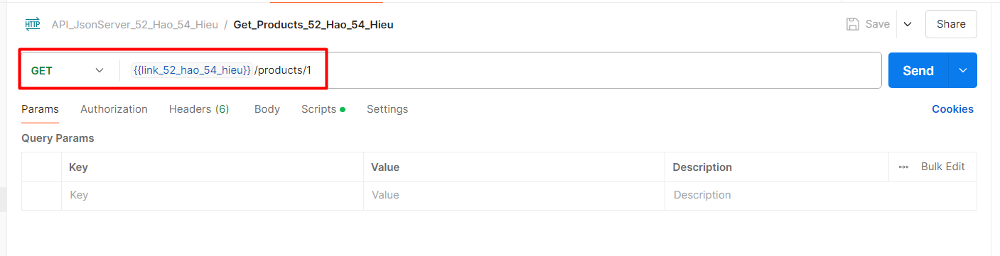 HTTP API_JsonServer_52_Hao_54_Hieu / Get_Products_52_Hao_54_Hieu Save Share
GET {{link_52_hao_54_hieu}} /products/1 Send
Params Authorization Headers (6) Body Scripts Settings Cookies
Query Params
Key Value Description Bulk Edit
Key Value Description